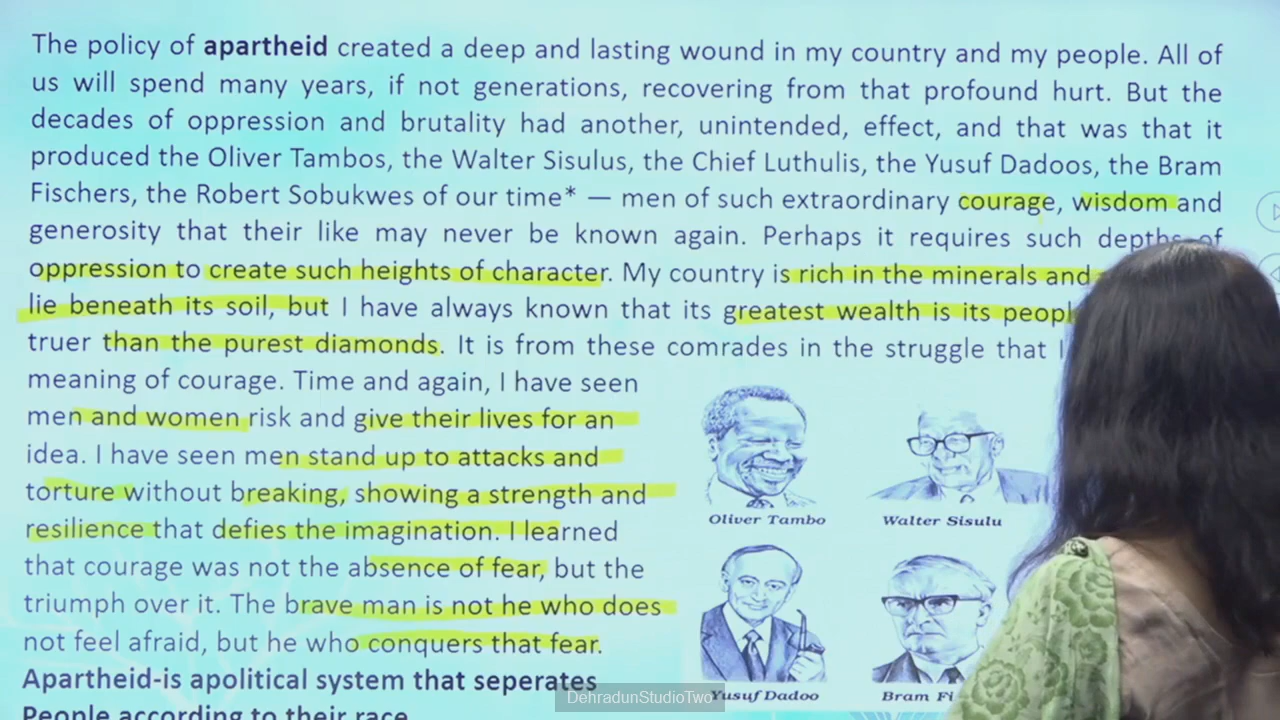 The policy of apartheid created a deep and lasting wound in my country and my people. All of
us will spend many years, if not generations, recovering from that profound hurt. But the
decades of oppression and brutality had another, unintended, effect, and that was that it
produced the Oliver Tambos, the Walter Sisulus, the Chief Luthulis, the Yusuf Dadoos, the Bram
Fischers, the Robert Sobukwes of our time* — men of such extraordinary courage, wisdom and
generosity that their like may never be known again. Perhaps it requires such depths of
oppression to create such heights of character. My country is rich in the minerals and
lie beneath its soil, but I have always known that its greatest wealth is its
truer than the purest diamonds. It is from these comrades in the struggle that I
meaning of courage. Time and again, I have seen
men and women risk and give their lives for an
idea. I have seen men stand up to attacks and
torture without breaking, showing a strength and
resilience that defies the imagination. I learned
that courage was not the absence of fear, but the
triumph over it. The brave man is not he who does
not feel afraid, but he who conquers that fear.
Apartheid-is apolitical system that seperates
People according to their race
Oliver Tambo
Walter Sisulu
Yusuf Dadoo
Bram
DehradunStudioTwo